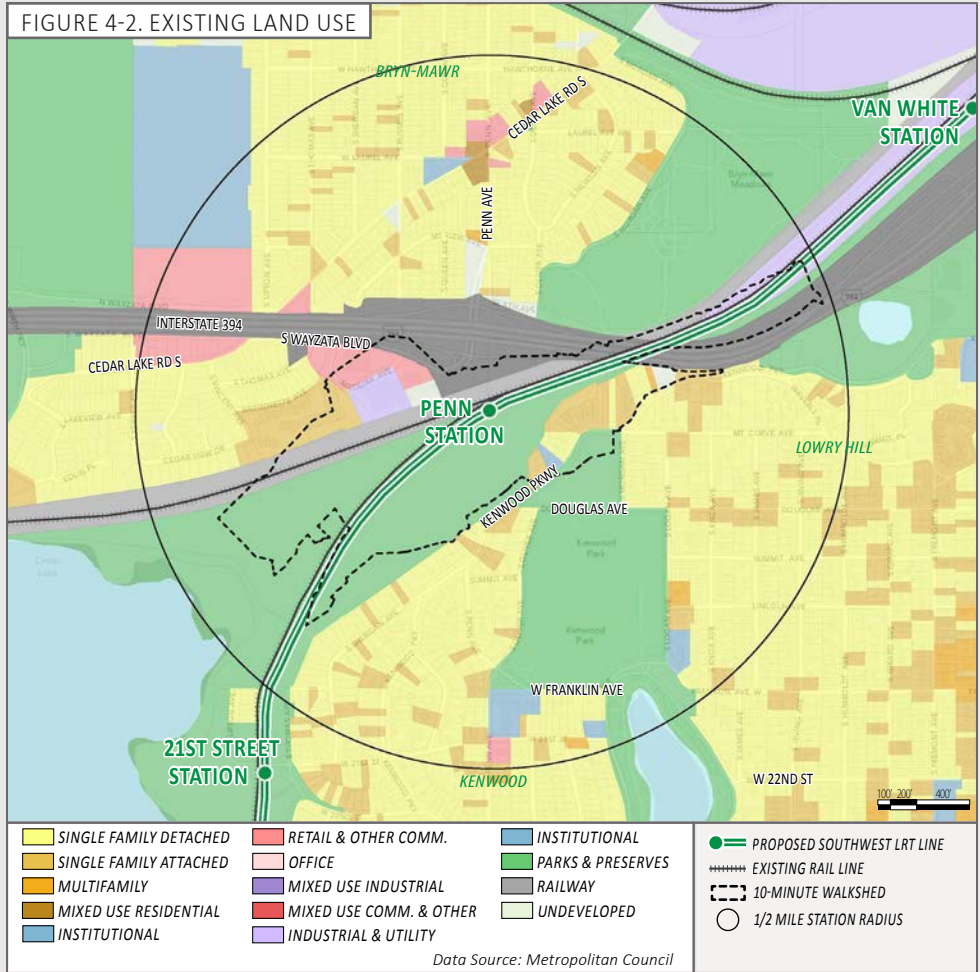 FIGURE 4-2. EXISTING LAND USE
BRYN-MAWR
CEDAR LAKE RD S
VAN WHITE
STATION
PENN AVE
INTERSTATE 394
S WAYZATA BLVD
CEDAR LAKE RD S
PENN
STATION
LOWRY HILL
KENWOOD PKWY
DOUGLAS AVE
W FRANKLIN AVE
21ST STREET
STATION
KENWOOD
W 22ND ST
100' 200' 400'
SINGLE FAMILY DETACHED
SINGLE FAMILY ATTACHED
MULTIFAMILY
MIXED USE RESIDENTIAL
INSTITUTIONAL
RETAIL & OTHER COMM.
OFFICE
MIXED USE INDUSTRIAL
MIXED USE COMM. & OTHER
INDUSTRIAL & UTILITY
INSTITUTIONAL
PARKS & PRESERVES
RAILWAY
UNDEVELOPED
Data Source: Metropolitan Council
PROPOSED SOUTHWEST LRT LINE
EXISTING RAIL LINE
10-MINUTE WALKSHED
1/2 MILE STATION RADIUS